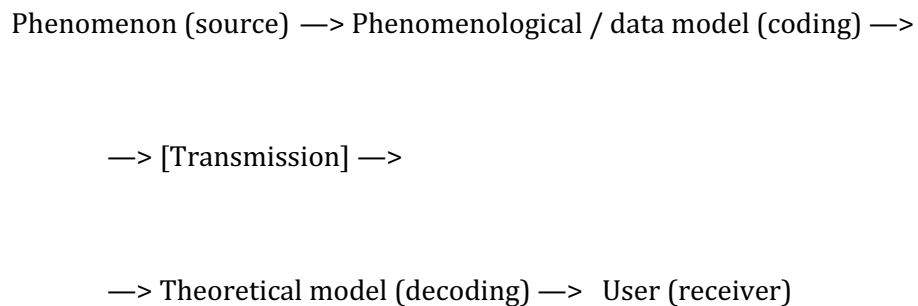 Phenomenon (source) —> Phenomenological / data model (coding) —>
—> [Transmission] —>
—> Theoretical model (decoding) —> User (receiver)